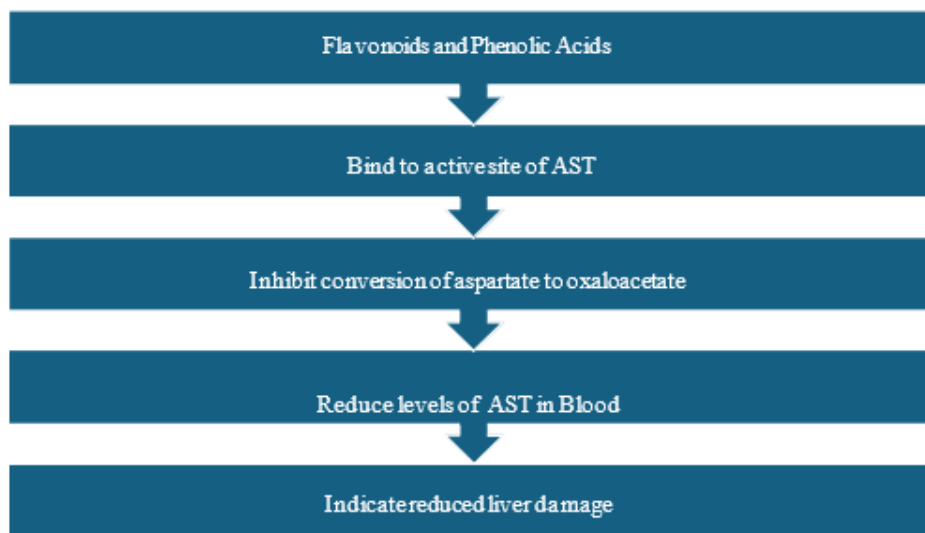 Flavonoids and Phenolic Acids
Bind to active site of AST
Inhibit conversion of aspartate to oxaloacetate
Reduce levels of AST in Blood
Indicate reduced liver damage